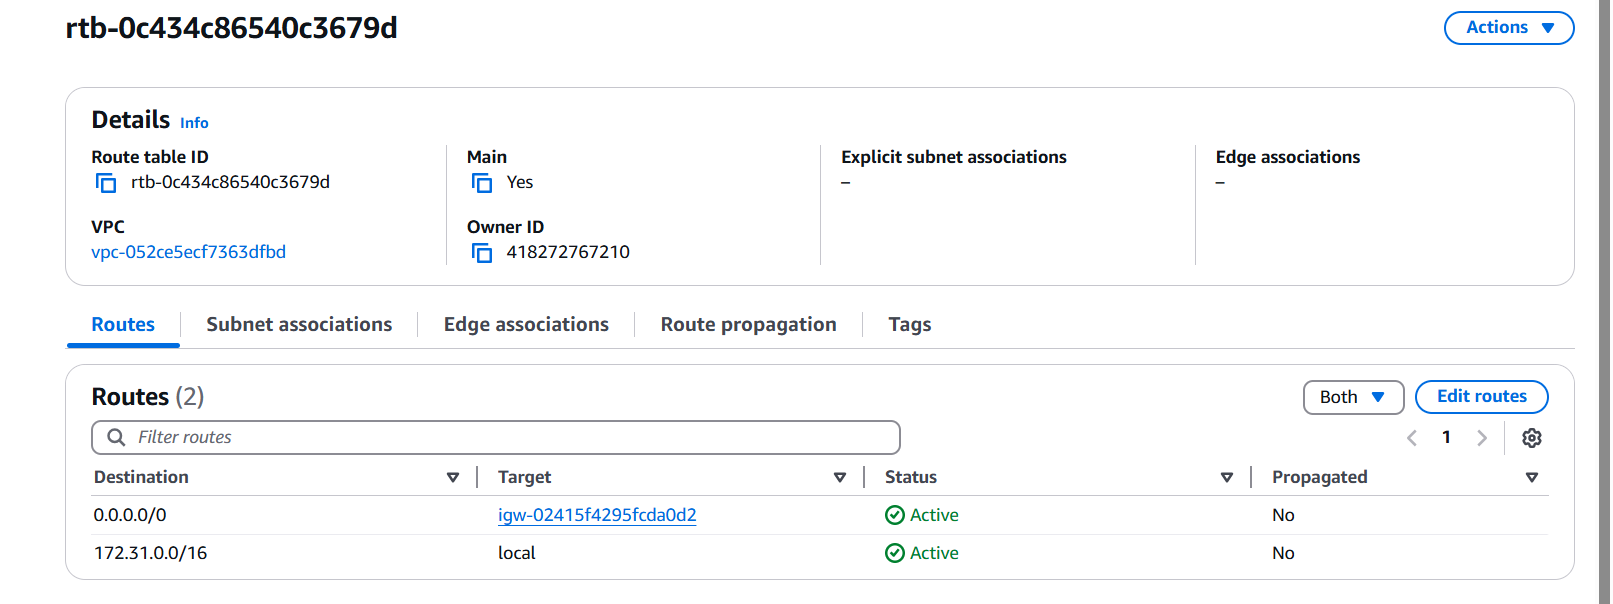 rtb-0c434c86540c3679d
Actions
Details Info
Route table ID
rtb-0c434c86540c3679d
Main
Yes
Explicit subnet associations
–
Edge associations
–
VPC
vpc-052ce5ecf7363dfbd
Owner ID
418272767210
Routes
Subnet associations
Edge associations
Route propagation
Tags
Routes (2)
Both
Edit routes
Filter routes
1
Destination Target Status Propagated
0.0.0.0/0 igw-02415f4295fcda0d2 Active No
172.31.0.0/16 local Active No